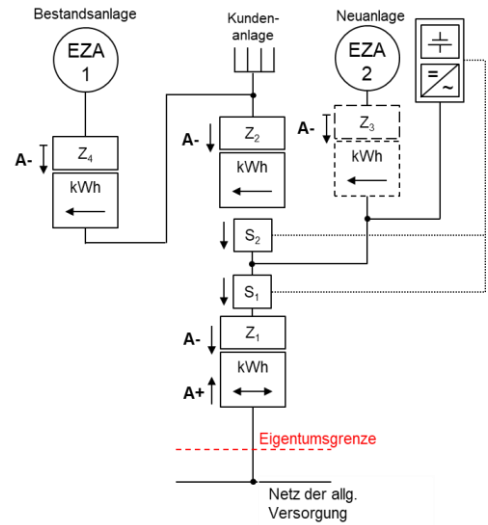 Bestandsanlage
Kunden-
anlage
Neuanlage
EZA
1
EZA
2
=
~
A-
Z4
kWh
A-
Z2
kWh
A-
Z3
kWh
S2
S1
A-
Z1
A+
kWh
Eigentumsgrenze
Netz der allg.
Versorgung